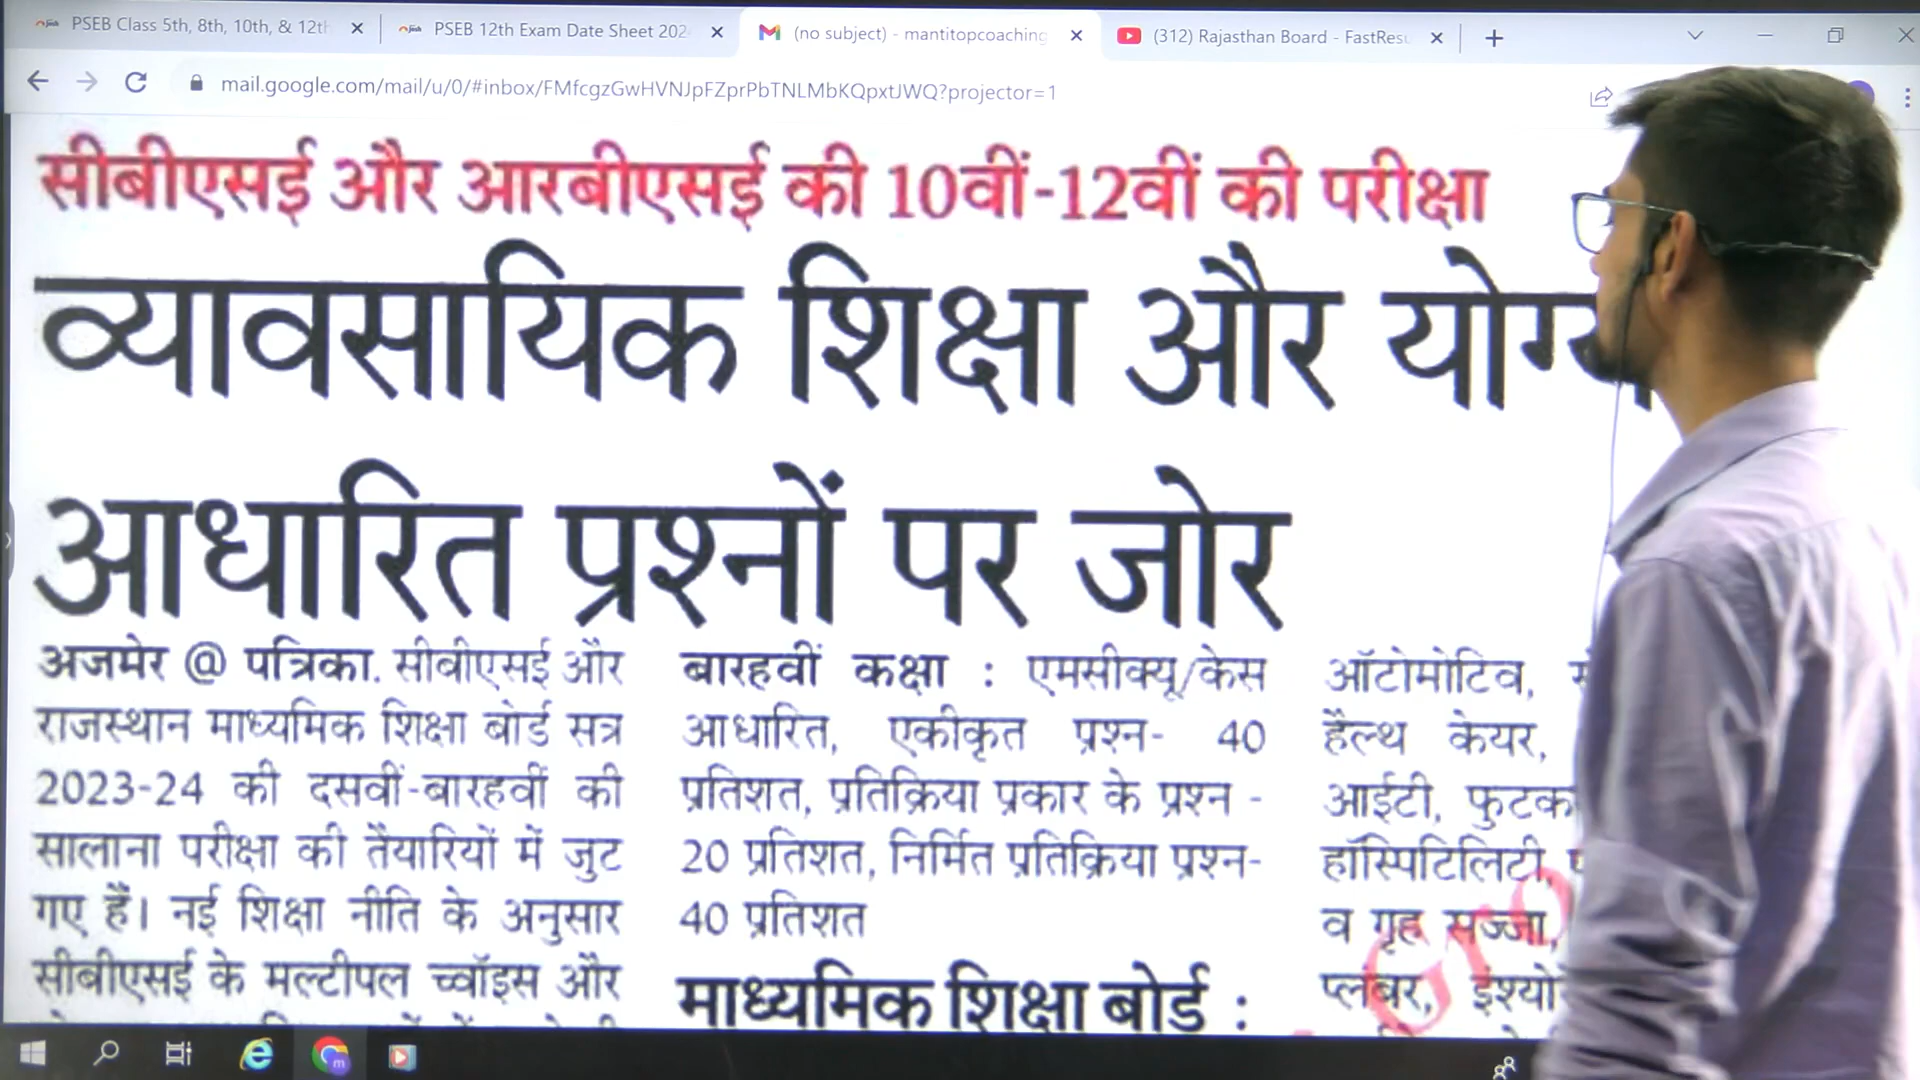 PSEB Class 5th, 8th, 10th, & 12th
PSEB 12th Exam Date Sheet 202
(no subject) - mantitopcoaching
(312) Rajasthan Board - FastResu
mail.google.com/mail/u/0/#inbox/FMfcgzGwHVNJpFZprPbTNLMbKQpxtJWQ?projector=1
सीबीएसई और आरबीएसई की 10वीं-12वीं की परीक्षा
व्यावसायिक शिक्षा और
आधारित प्रश्नों पर जोर
अजमेर @ पत्रिका. सीबीएसई और
राजस्थान माध्यमिक शिक्षा बोर्ड सत्र
2023-24 की दसवीं-बारहवीं की
सालाना परीक्षा की तैयारियों में जुट
गए हैं। नई शिक्षा नीति के अनुसार
सीबीएसई के मल्टीपल च्वॉइस और
बारहवीं कक्षा : एमसीक्यू/केस
आधारित, एकीकृत प्रश्न- 40
प्रतिशत, प्रतिक्रिया प्रकार के प्रश्न -
20 प्रतिशत, निर्मित प्रतिक्रिया प्रश्न-
40 प्रतिशत
माध्यमिक शिक्षा बोर्ड :
ऑटोमोटिव,
हैल्थ केयर,
आईटी,
हॉस्पिटिलिटी,
व गृह सज्जा,
प्लंबर,